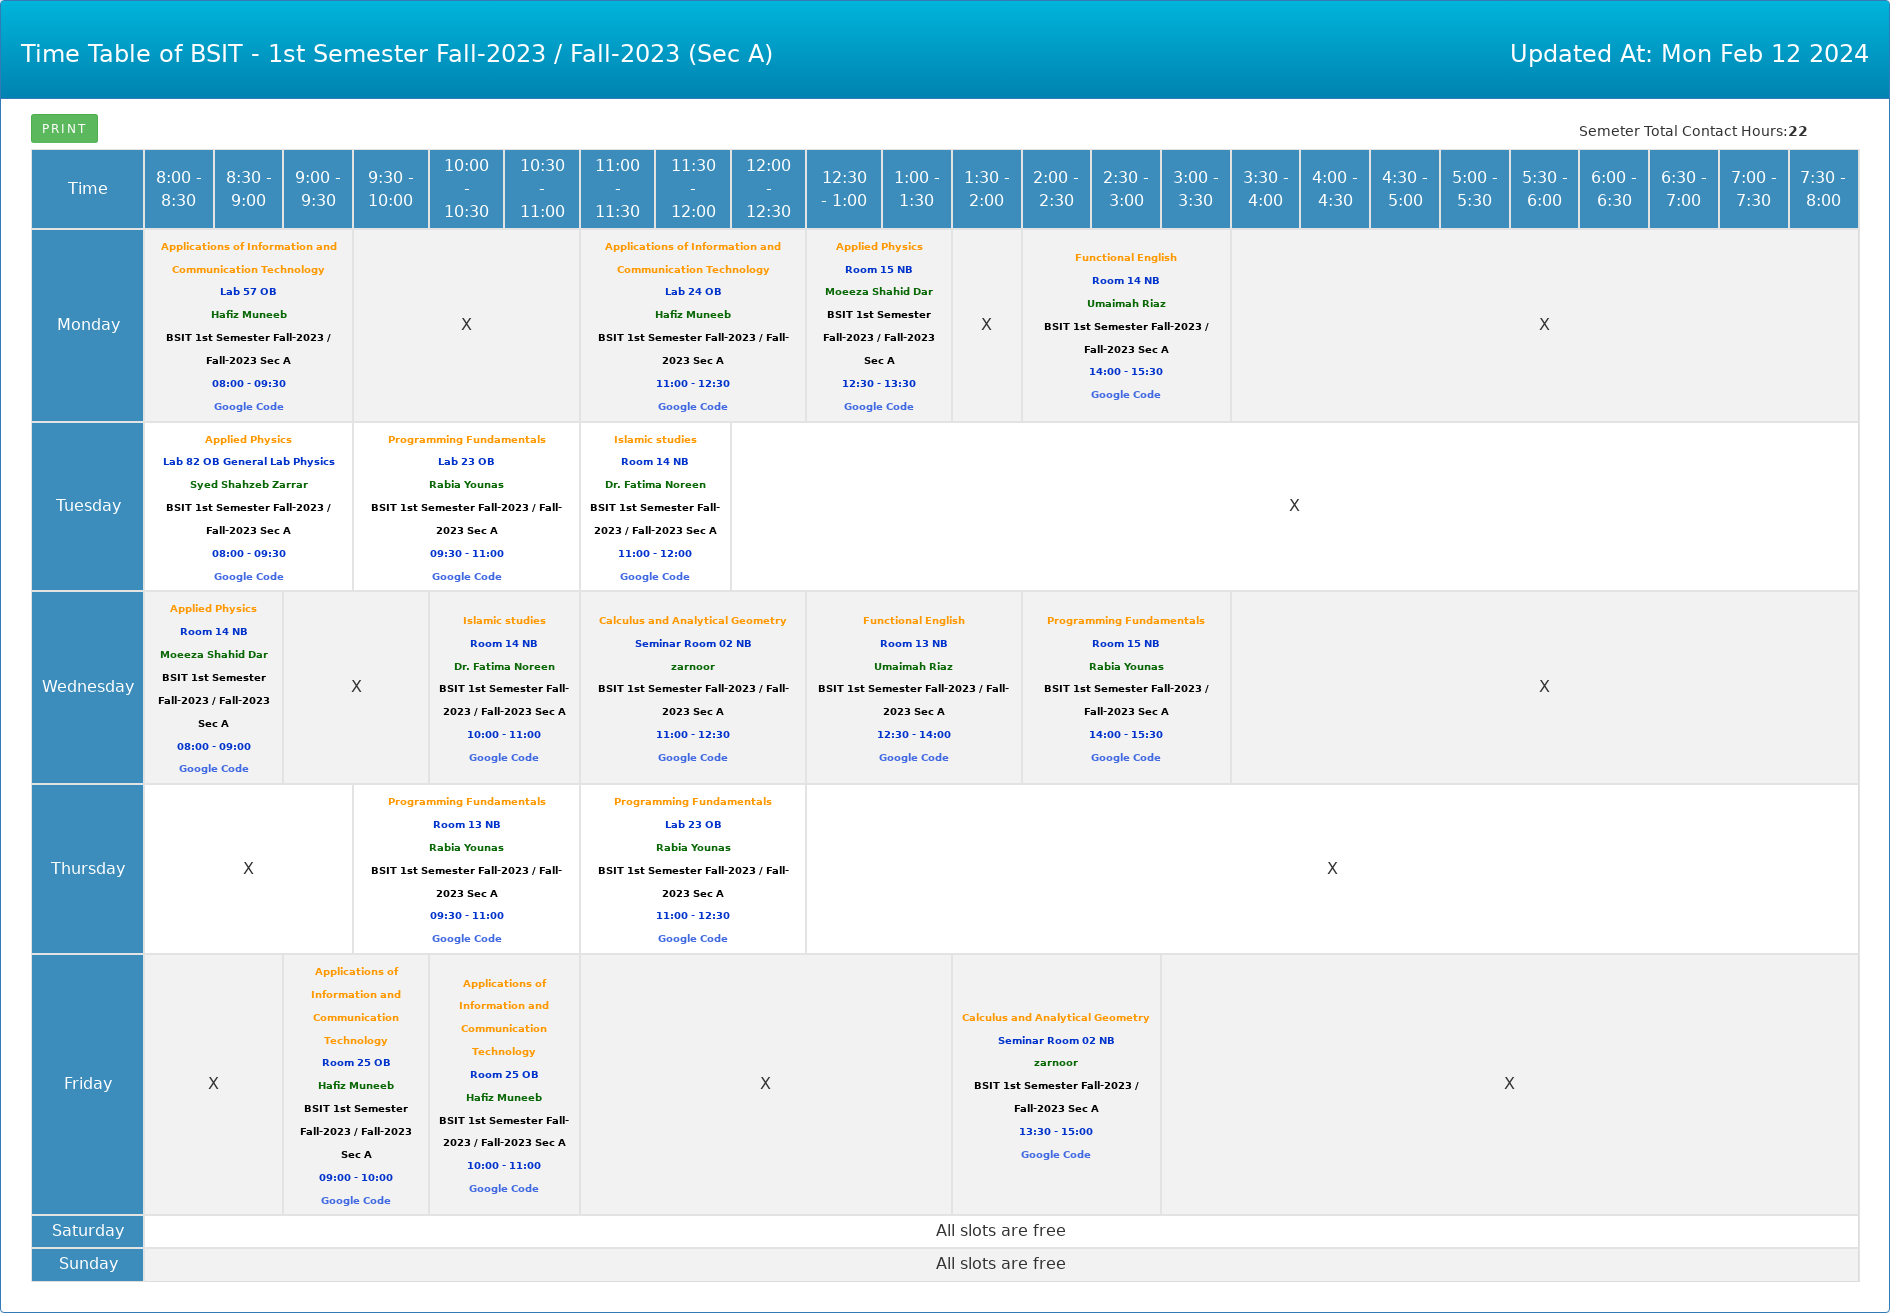 Time Table of BSIT - 1st Semester Fall-2023 / Fall-2023 (Sec A)
Updated At: Mon Feb 12 2024
PRINT
Semeter Total Contact Hours:22
Time
8:00 -
8:30
8:30 -
9:00
9:00 -
9:30
9:30 -
10:00
10:00
-
10:30
10:30
-
11:00
11:00
-
11:30
11:30
-
12:00
12:00
-
12:30
12:30
- 1:00
1:00 -
1:30
1:30 -
2:00
2:00 -
2:30
2:30 -
3:00
3:00 -
3:30
3:30 -
4:00
4:00 -
4:30
4:30 -
5:00
5:00 -
5:30
5:30 -
6:00
6:00 -
6:30
6:30 -
7:00
7:00 -
7:30
7:30 -
8:00
Monday
Applications of Information and
Communication Technology
Lab 57 OB
Hafiz Muneeb
BSIT 1st Semester Fall-2023 /
Fall-2023 Sec A
08:00 - 09:30
Google Code
X
Applications of Information and
Communication Technology
Lab 24 OB
Hafiz Muneeb
BSIT 1st Semester Fall-2023 / Fall-
2023 Sec A
11:00 - 12:30
Google Code
Applied Physics
Room 15 NB
Moeeza Shahid Dar
BSIT 1st Semester
Fall-2023 / Fall-2023
Sec A
12:30 - 13:30
Google Code
X
Functional English
Room 14 NB
Umaimah Riaz
BSIT 1st Semester Fall-2023 /
Fall-2023 Sec A
14:00 - 15:30
Google Code
X
Tuesday
Applied Physics
Lab 82 OB General Lab Physics
Syed Shahzeb Zarrar
BSIT 1st Semester Fall-2023 /
Fall-2023 Sec A
08:00 - 09:30
Google Code
Programming Fundamentals
Lab 23 OB
Rabia Younas
BSIT 1st Semester Fall-2023 / Fall-
2023 Sec A
09:30 - 11:00
Google Code
Islamic studies
Room 14 NB
Dr. Fatima Noreen
BSIT 1st Semester Fall-
2023 / Fall-2023 Sec A
11:00 - 12:00
Google Code
X
Wednesday
Applied Physics
Room 14 NB
Moeeza Shahid Dar
BSIT 1st Semester
Fall-2023 / Fall-2023
Sec A
08:00 - 09:00
Google Code
X
Islamic studies
Room 14 NB
Dr. Fatima Noreen
BSIT 1st Semester Fall-
2023 / Fall-2023 Sec A
10:00 - 11:00
Google Code
Calculus and Analytical Geometry
Seminar Room 02 NB
zarnoor
BSIT 1st Semester Fall-2023 / Fall-
2023 Sec A
11:00 - 12:30
Google Code
Functional English
Room 13 NB
Umaimah Riaz
BSIT 1st Semester Fall-2023 / Fall-
2023 Sec A
12:30 - 14:00
Google Code
Programming Fundamentals
Room 15 NB
Rabia Younas
BSIT 1st Semester Fall-2023 /
Fall-2023 Sec A
14:00 - 15:30
Google Code
X
Thursday
X
Programming Fundamentals
Room 13 NB
Rabia Younas
BSIT 1st Semester Fall-2023 / Fall-
2023 Sec A
09:30 - 11:00
Google Code
Programming Fundamentals
Lab 23 OB
Rabia Younas
BSIT 1st Semester Fall-2023 / Fall-
2023 Sec A
11:00 - 12:30
Google Code
X
Friday
X
Applications of
Information and
Communication
Technology
Room 25 OB
Hafiz Muneeb
BSIT 1st Semester
Fall-2023 / Fall-2023
Sec A
09:00 - 10:00
Google Code
Applications of
Information and
Communication
Technology
Room 25 OB
Hafiz Muneeb
BSIT 1st Semester Fall-
2023 / Fall-2023 Sec A
10:00 - 11:00
Google Code
X
Calculus and Analytical Geometry
Seminar Room 02 NB
zarnoor
BSIT 1st Semester Fall-2023 /
Fall-2023 Sec A
13:30 - 15:00
Google Code
X
Saturday
All slots are free
Sunday
All slots are free